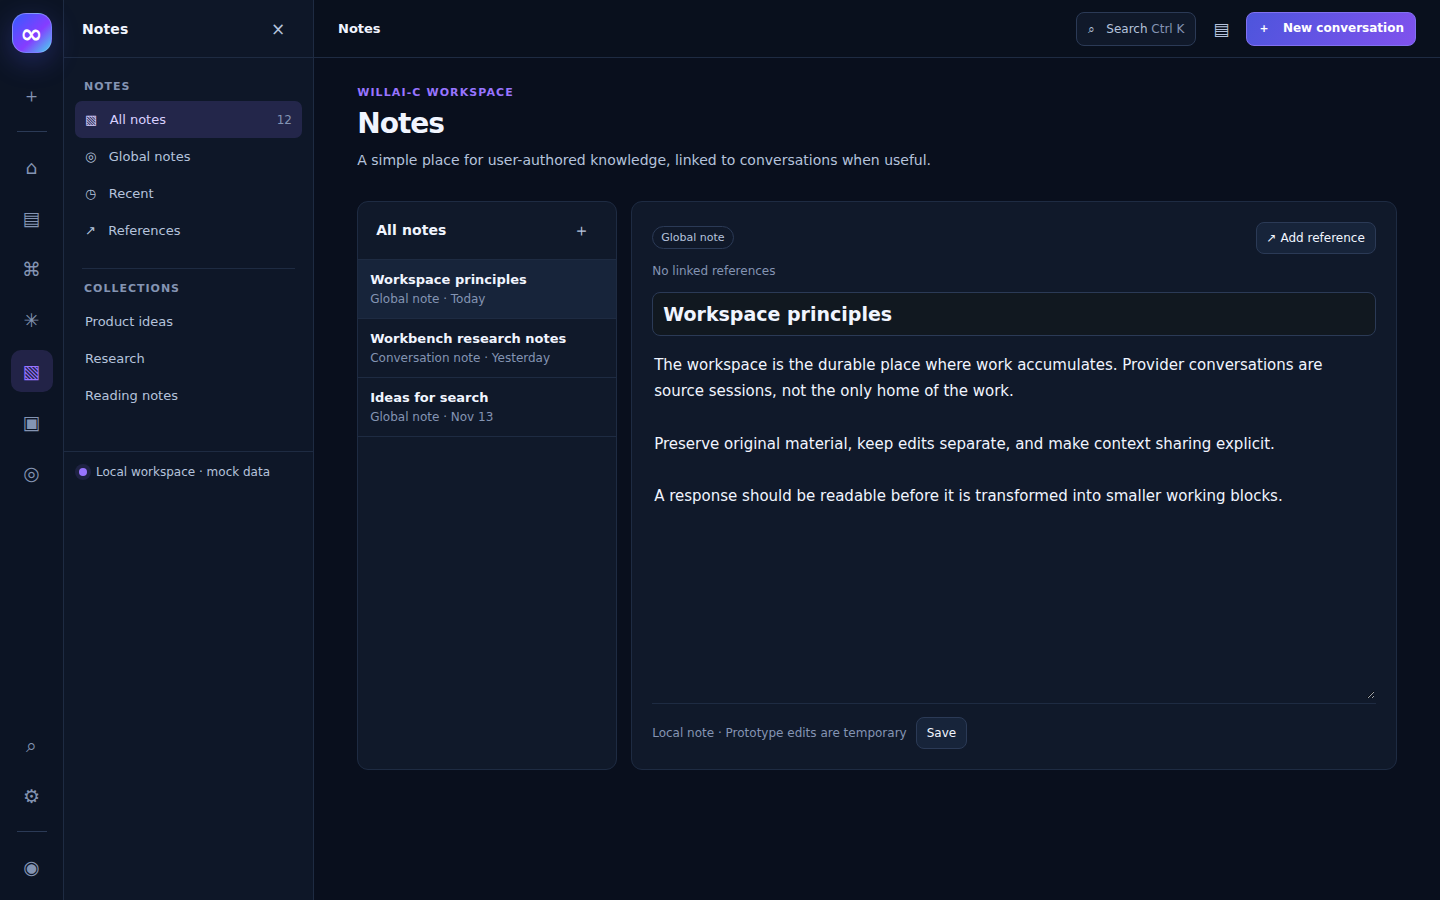 Notes
NOTES
All notes 12
Global notes
Recent
References
COLLECTIONS
Product ideas
Research
Reading notes
Local workspace · mock data
Notes
Search Ctrl K
+ New conversation
WILLAI-C WORKSPACE
Notes
A simple place for user-authored knowledge, linked to conversations when useful.
All notes +
Workspace principles
Global note · Today
Workbench research notes
Conversation note · Yesterday
Ideas for search
Global note · Nov 13
Global note
↗ Add reference
No linked references
Workspace principles
The workspace is the durable place where work accumulates. Provider conversations are
source sessions, not the only home of the work.
Preserve original material, keep edits separate, and make context sharing explicit.
A response should be readable before it is transformed into smaller working blocks.
Local note · Prototype edits are temporary
Save